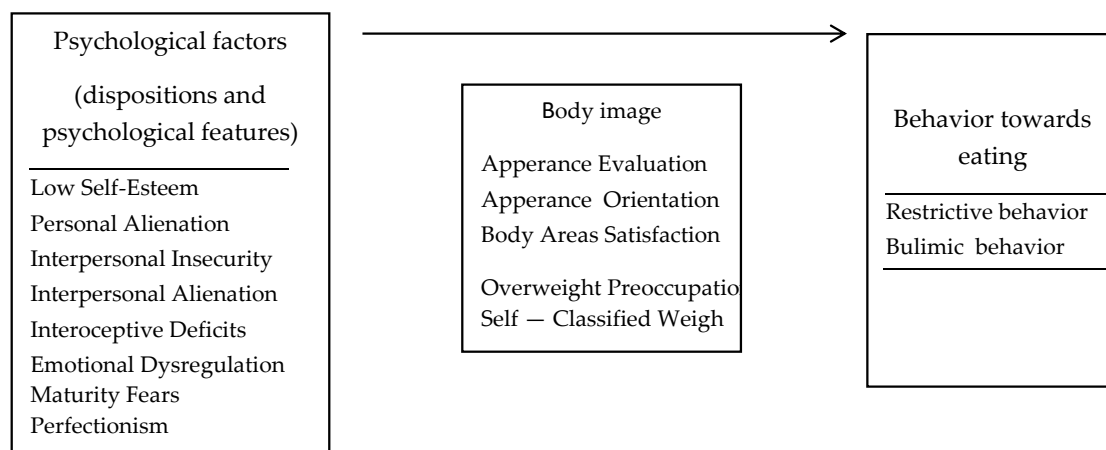 Psychological factors
(dispositions and
psychological features)
Low Self-Esteem
Personal Alienation
Interpersonal Insecurity
Interpersonal Alienation
Interoceptive Deficits
Emotional Dysregulation
Maturity Fears
Perfectionism
Body image
Apperance Evaluation
Apperance Orientation
Body Areas Satisfaction
Overweight Preoccupatio
Self — Classified Weigh
Behavior towards
eating
Restrictive behavior
Bulimic behavior